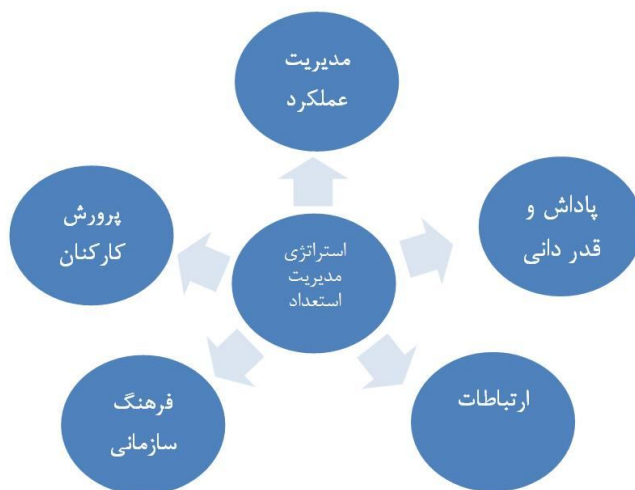 مدیریت
عملکرد
پاداش و
قدر دانی
ارتباطات
فرهنگ
سازمانی
پرورش
کارکنان
استراتژی
مدیریت
استعداد